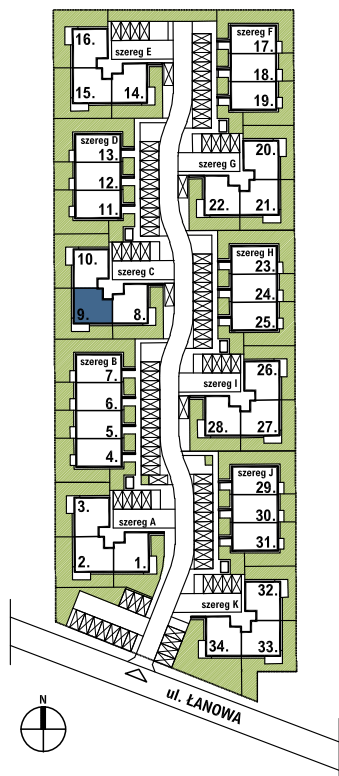 16.
szereg E
15.
14.
szereg F
17.
18.
19.
szereg D
13.
12.
11.
20.
szereg G
22.
21.
10.
szereg C
9.
8.
szereg H
23.
24.
25.
szereg B
7.
6.
5.
4.
26.
szereg I
28.
27.
3.
szereg A
2.
1.
szereg J
29.
30.
31.
32.
szereg K
34.
33.
ul. ŁANOWA
N